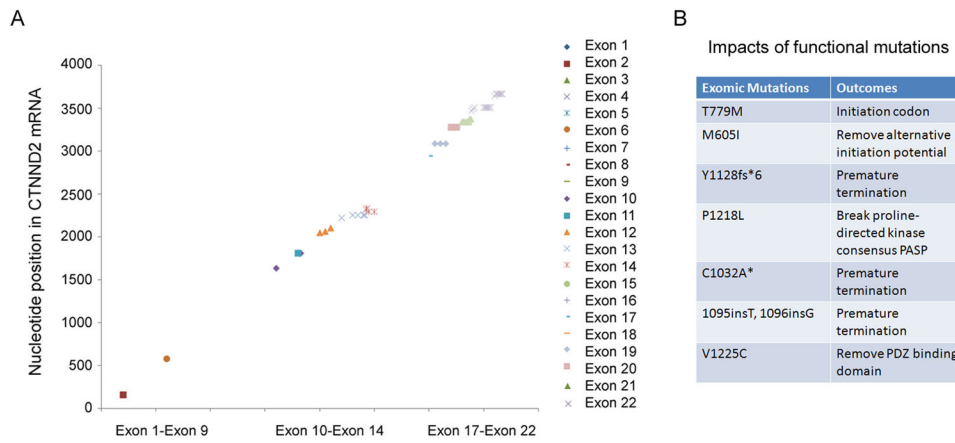 A
Nucleotide position in CTNND2 mRNA
4000
3500
3000
2500
2000
1500
1000
500
0
Exon 1-Exon 9
Exon 10-Exon 14
Exon 17-Exon 22
Exon 1
Exon 2
Exon 3
Exon 4
Exon 5
Exon 6
Exon 7
Exon 8
Exon 9
Exon 10
Exon 11
Exon 12
Exon 13
Exon 14
Exon 15
Exon 16
Exon 17
Exon 18
Exon 19
Exon 20
Exon 21
Exon 22
B
Impacts of functional mutations
Exomic Mutations Outcomes
T779M Initiation codon
M605I Remove alternative
initiation potential
Y1128fs*6 Premature
termination
P1218L Break proline-
directed kinase
consensus PASP
C1032A* Premature
termination
1095insT, 1096insG Premature
termination
V1225C Remove PDZ binding
domain